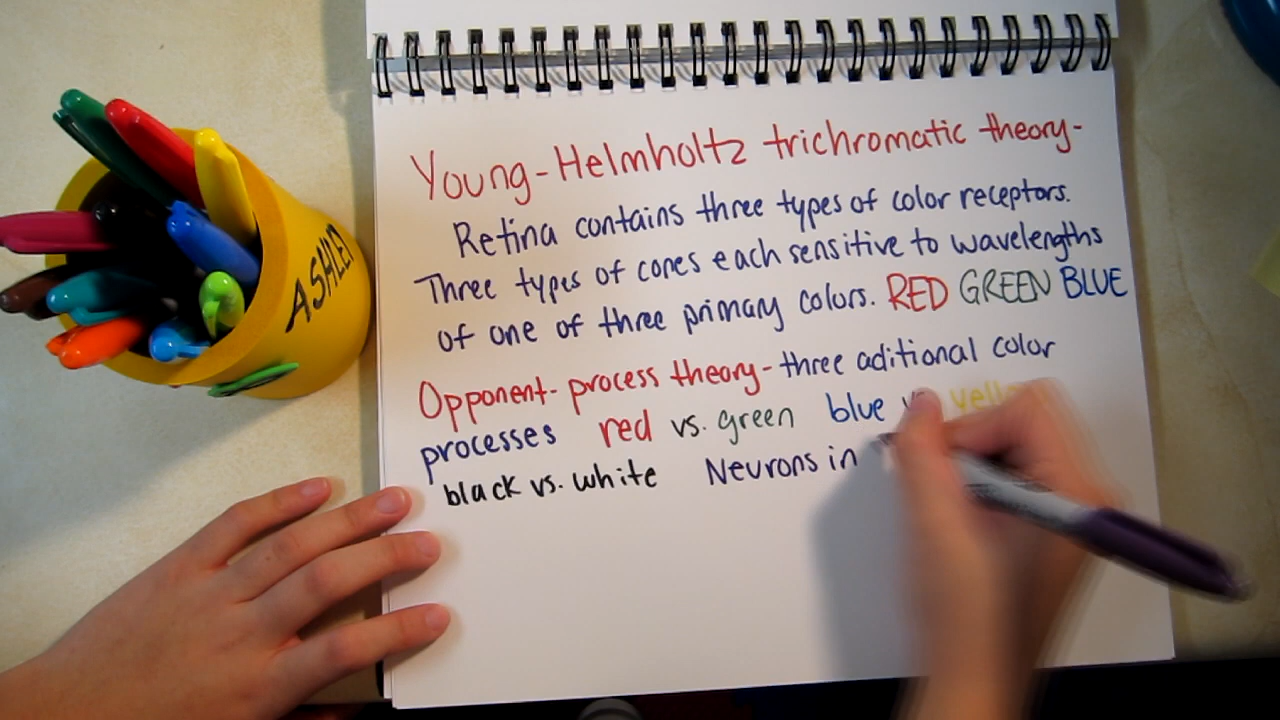 Young-Helmholtz trichromatic theory-
Retina contains three types of color receptors.
Three types of cones each sensitive to wavelengths
of one of three primary colors. RED GREEN BLUE
Opponent-process theory-three aditional color
processes red vs. green blue
black vs. white Neurons in
ASHLEY